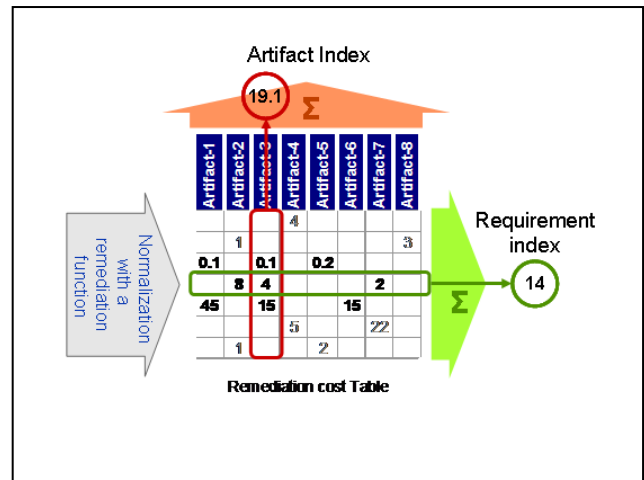 Artifact Index
19.1
Σ
Artifact-1
Artifact-2
Artifact-3
Artifact-4
Artifact-5
Artifact-6
Artifact-7
Artifact-8
Normalization
with a
remediation
function
4
1 3
0.1 0.1 0.2
8 4 2
45 15 15
5 22
1 2
Σ
Requirement
index
14
Remediation cost Table